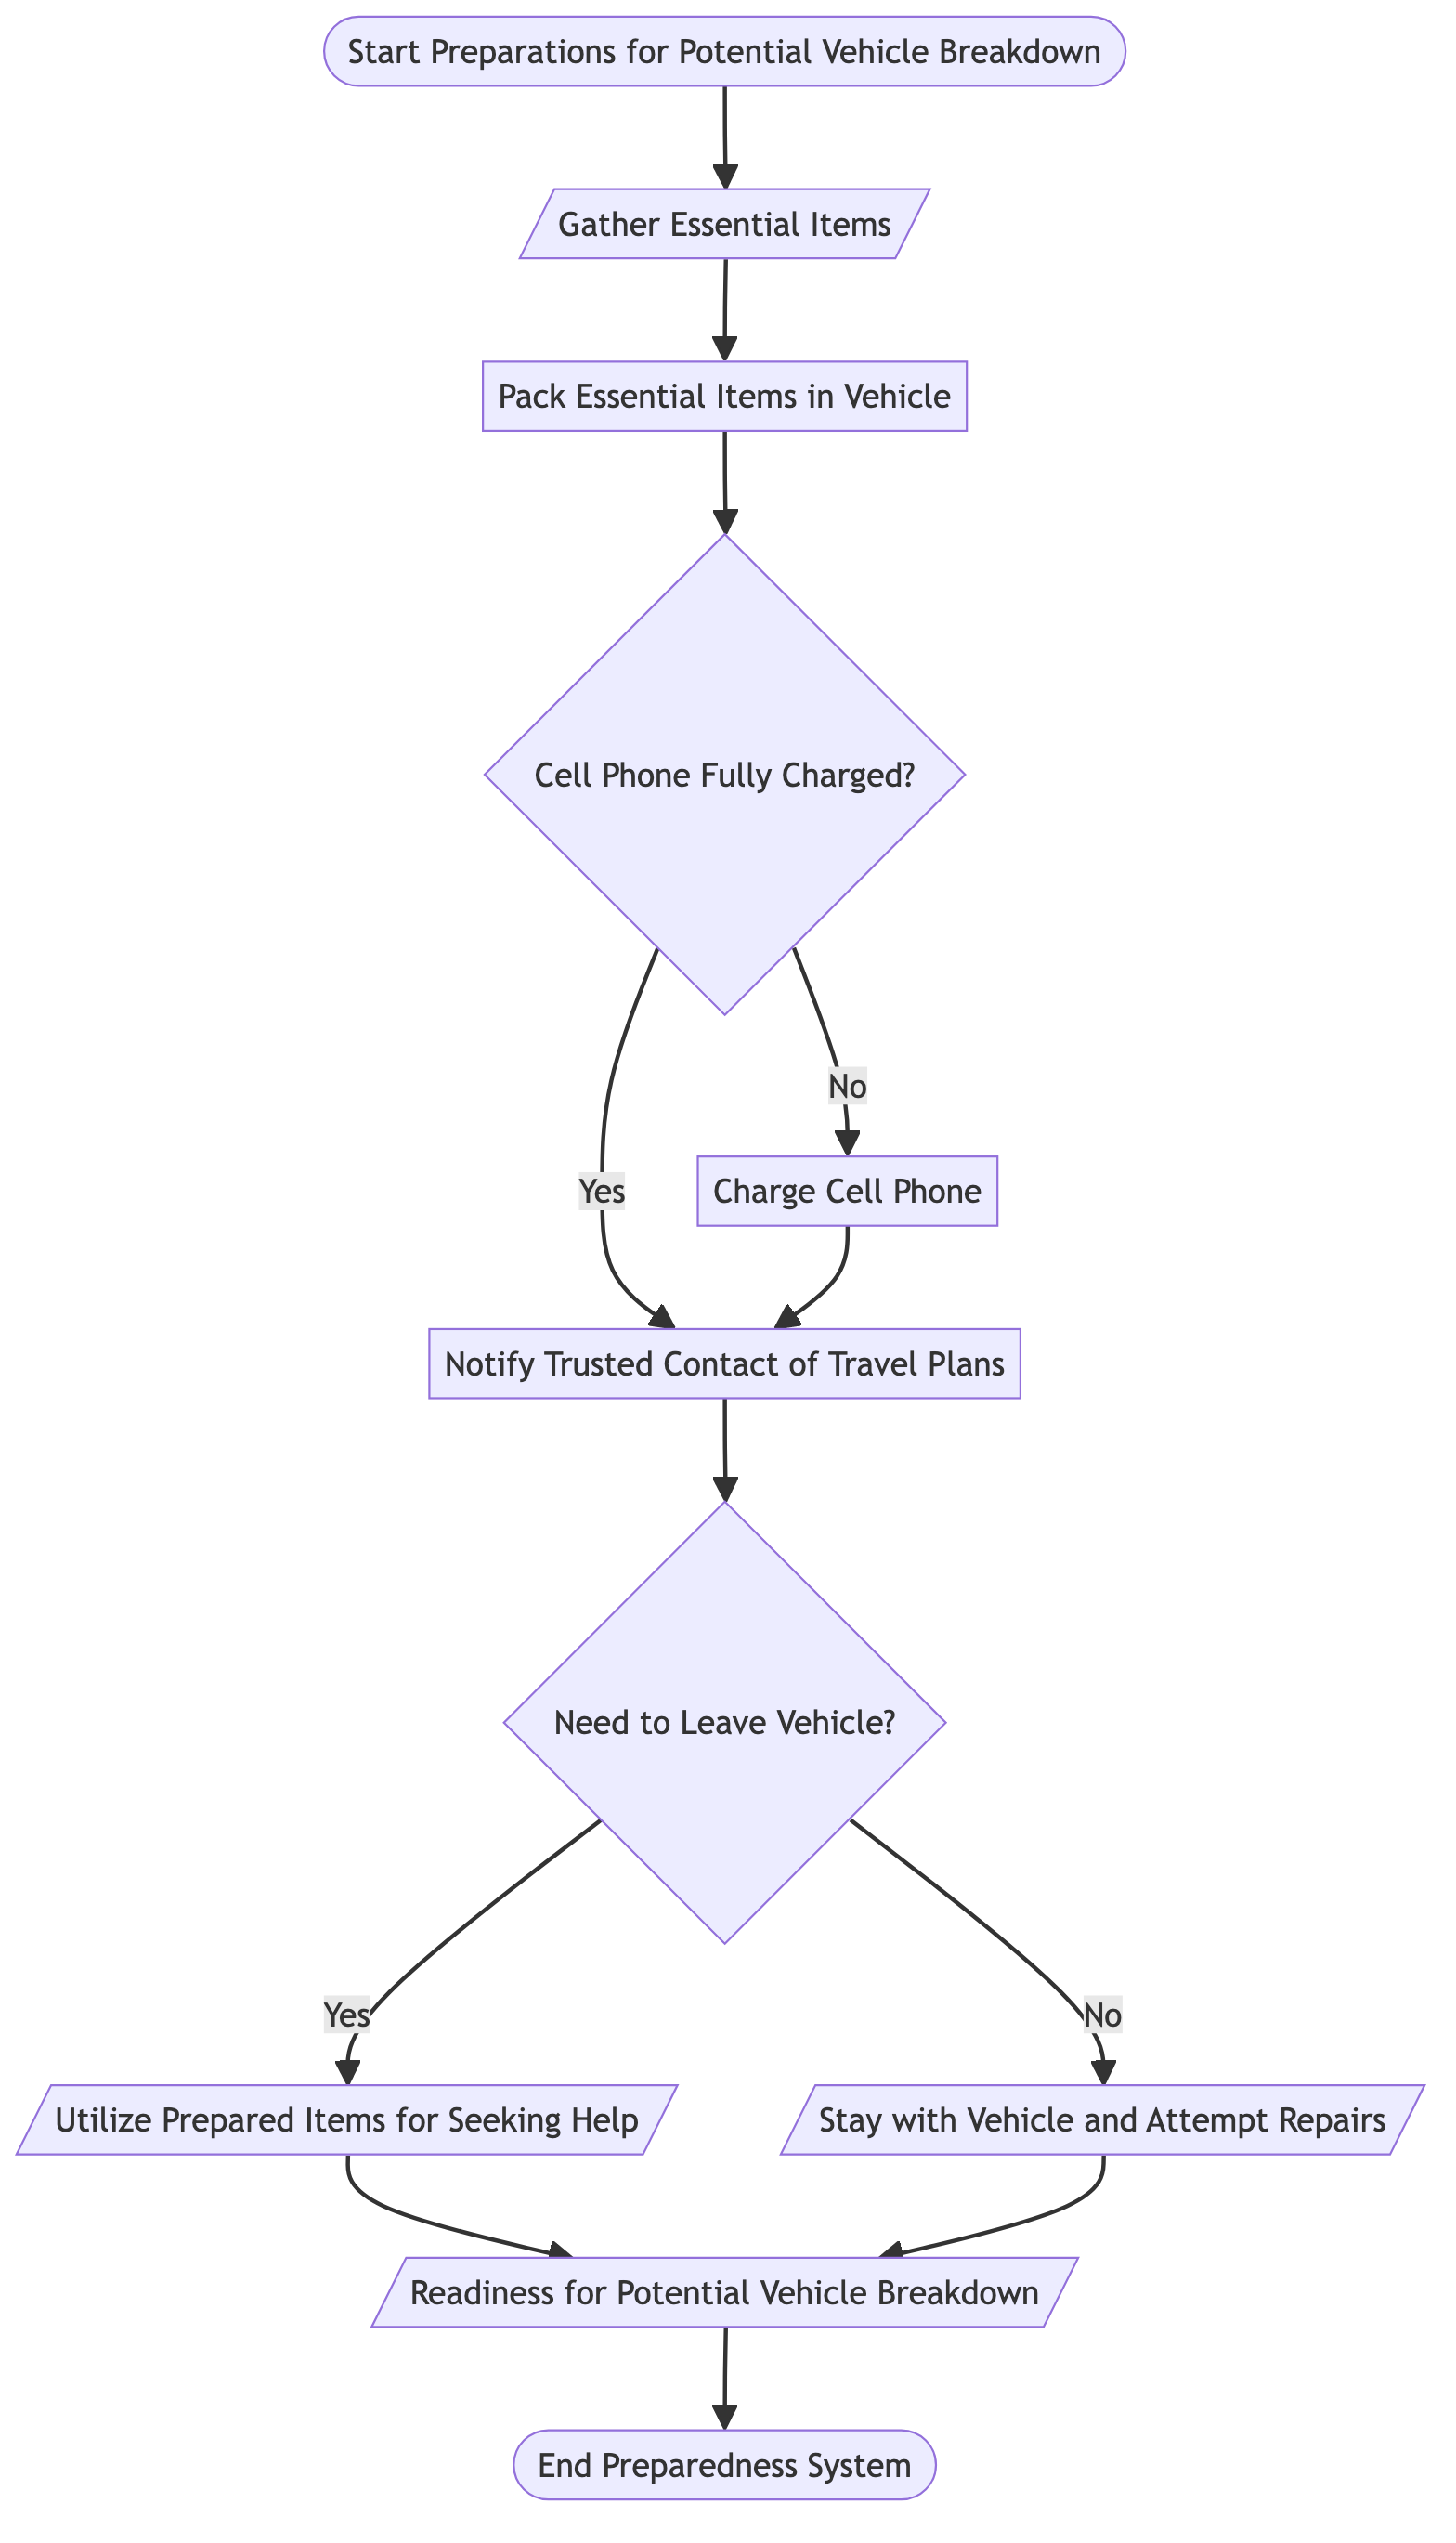 Start Preparations for Potential Vehicle Breakdown
Gather Essential Items
Pack Essential Items in Vehicle
Cell Phone Fully Charged?
No
Yes
Charge Cell Phone
Notify Trusted Contact of Travel Plans
Need to Leave Vehicle?
Yes
No
Utilize Prepared Items for Seeking Help
Stay with Vehicle and Attempt Repairs
Readiness for Potential Vehicle Breakdown
End Preparedness System